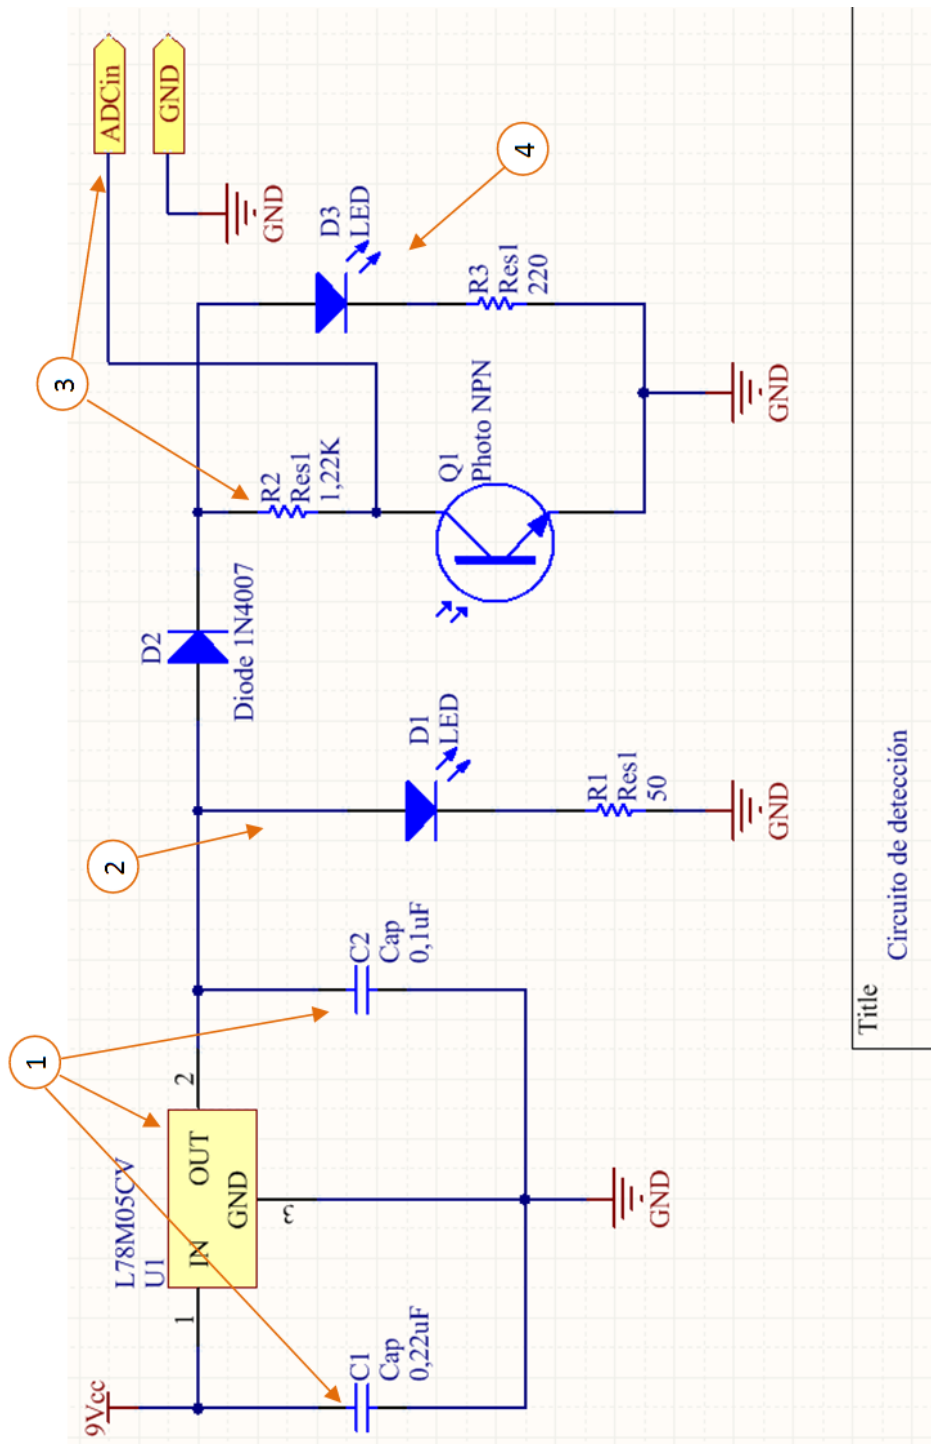 9Vcc
1
L78M05CV
U1
IN
OUT
GND
1
2
3
C1
Cap
0,22uF
C2
Cap
0,1uF
GND
2
D1
LED
R1
Res1
50
GND
D2
Diode 1N4007
3
R2
Res1
1,22K
Q1
Photo NPN
D3
LED
R3
Res1
220
GND
4
ADCin
GND
GND
Title
Circuito de detección